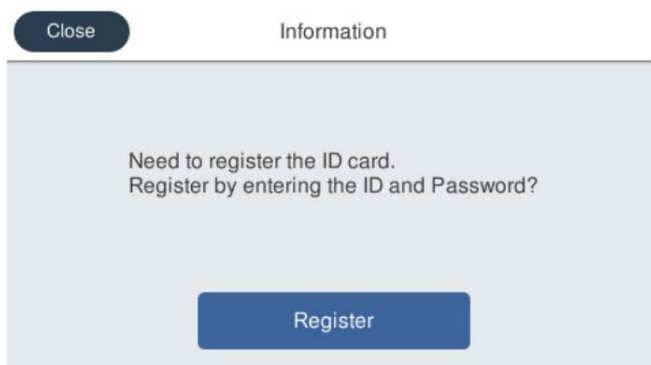 Close
Information
Need to register the ID card.
Register by entering the ID and Password?
Register